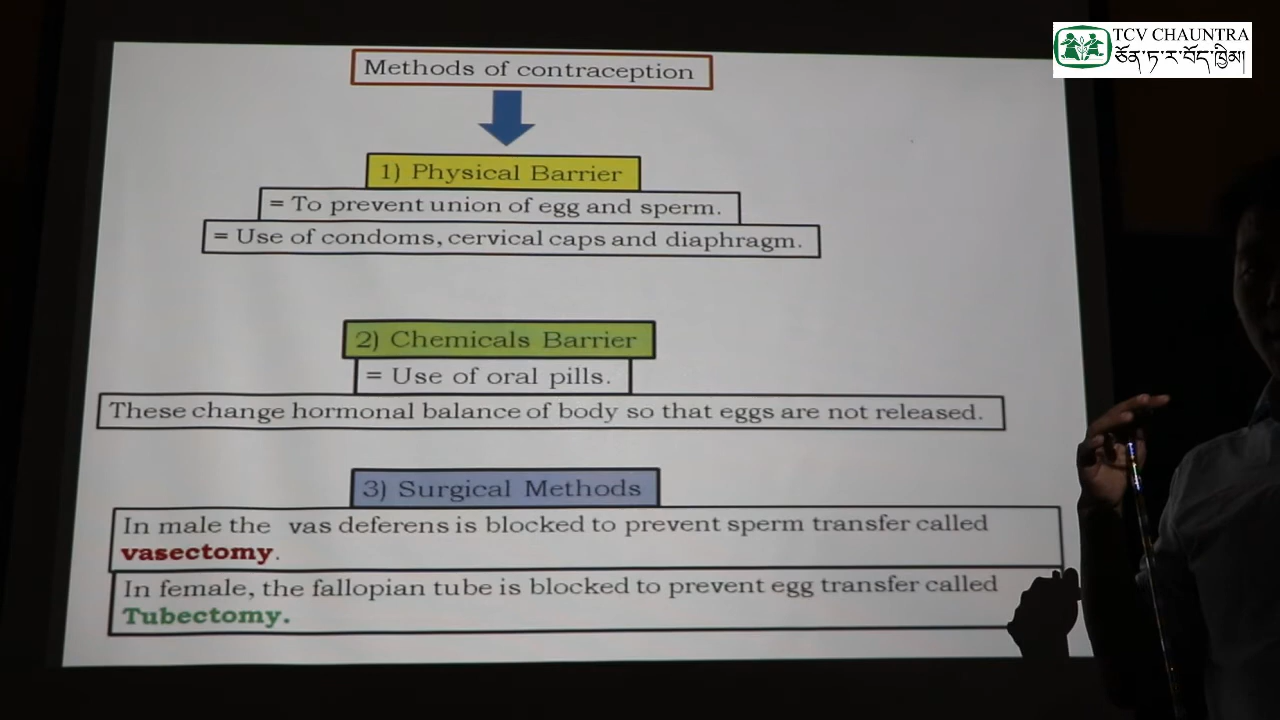 TCV CHAUNTRA
ཅོན་ཏ་ར་བོད་ཁྱིམ།
Methods of contraception
1) Physical Barrier
= To prevent union of egg and sperm.
= Use of condoms, cervical caps and diaphragm.
2) Chemicals Barrier
= Use of oral pills.
These change hormonal balance of body so that eggs are not released.
3) Surgical Methods
In male the vas deferens is blocked to prevent sperm transfer called
vasectomy.
In female, the fallopian tube is blocked to prevent egg transfer called
Tubectomy.